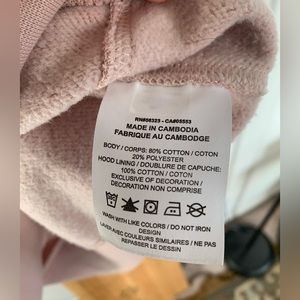 RN#56323 - CA#05553
MADE IN CAMBODIA
FABRIQUE AU CAMBODGE
BODY / CORPS: 80% COTTON / COTON
20% POLYESTER
HOOD LINING / DOUBLURE DE CAPUCHE:
100% COTTON / COTON
EXCLUSIVE OF DECORATION /
DECORATION NON COMPRISE
WASH WITH LIKE COLORS / DO NOT IRON
DESIGN
LAVER AVEC COULEURS SIMILAIRES / NE PAS
REPASSER LE DESSIN